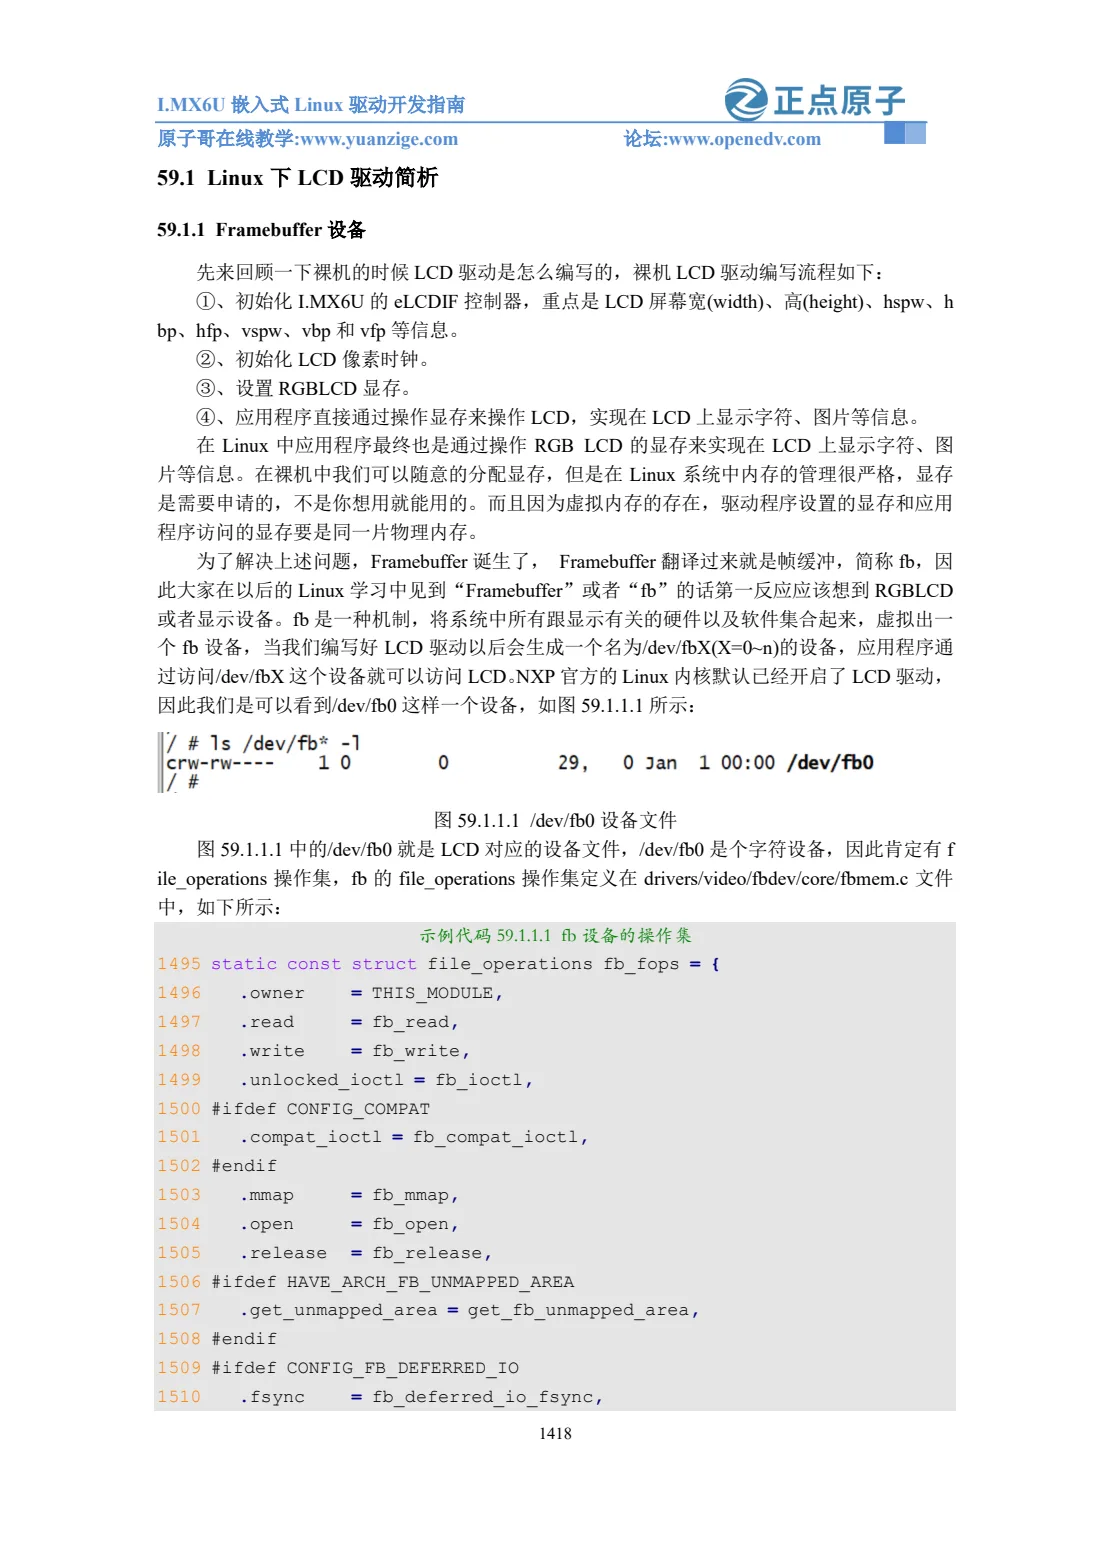 I.MX6U 嵌入式 Linux 驱动开发指南
正点原子
原子哥在线教学:www.yuanzige.com 论坛:www.openedv.com
59.1 Linux 下 LCD 驱动简析
59.1.1 Framebuffer 设备
先来回顾一下裸机的时候 LCD 驱动是怎么编写的，裸机 LCD 驱动编写流程如下：
①、初始化 I.MX6U 的 eLCDIF 控制器，重点是 LCD 屏幕宽(width)、高(height)、hspw、h
bp、hfp、vspw、vbp 和 vfp 等信息。
②、初始化 LCD 像素时钟。
③、设置 RGBLCD 显存。
④、应用程序直接通过操作显存来操作 LCD，实现在 LCD 上显示字符、图片等信息。
在 Linux 中应用程序最终也是通过操作 RGB LCD 的显存来实现在 LCD 上显示字符、图
片等信息。在裸机中我们可以随意的分配显存，但是在 Linux 系统中内存的管理很严格，显存
是需要申请的，不是你想用就能用的。而且因为虚拟内存的存在，驱动程序设置的显存和应用
程序访问的显存要是同一片物理内存。
为了解决上述问题，Framebuffer 诞生了， Framebuffer 翻译过来就是帧缓冲，简称 fb，因
此大家在以后的 Linux 学习中见到“Framebuffer”或者“fb”的话第一反应应该想到 RGBLCD
或者显示设备。fb 是一种机制，将系统中所有跟显示有关的硬件以及软件集合起来，虚拟出一
个 fb 设备，当我们编写好 LCD 驱动以后会生成一个名为/dev/fbX(X=0~n)的设备，应用程序通
过访问/dev/fbX 这个设备就可以访问 LCD。NXP 官方的 Linux 内核默认已经开启了 LCD 驱动，
因此我们是可以看到/dev/fb0 这样一个设备，如图 59.1.1.1 所示：
/ # ls /dev/fb* -l
crw-rw---- 1 0 0 29, 0 Jan 1 00:00 /dev/fb0
/ #
图 59.1.1.1 /dev/fb0 设备文件
图 59.1.1.1 中的/dev/fb0 就是 LCD 对应的设备文件，/dev/fb0 是个字符设备，因此肯定有 f
ile_operations 操作集，fb 的 file_operations 操作集定义在 drivers/video/fbdev/core/fbmem.c 文件
中，如下所示：
示例代码 59.1.1.1 fb 设备的操作集
1495 static const struct file_operations fb_fops = {
1496 .owner = THIS_MODULE,
1497 .read = fb_read,
1498 .write = fb_write,
1499 .unlocked_ioctl = fb_ioctl,
1500 #ifdef CONFIG_COMPAT
1501 .compat_ioctl = fb_compat_ioctl,
1502 #endif
1503 .mmap = fb_mmap,
1504 .open = fb_open,
1505 .release = fb_release,
1506 #ifdef HAVE_ARCH_FB_UNMAPPED_AREA
1507 .get_unmapped_area = get_fb_unmapped_area,
1508 #endif
1509 #ifdef CONFIG_FB_DEFERRED_IO
1510 .fsync = fb_deferred_io_fsync,
1418